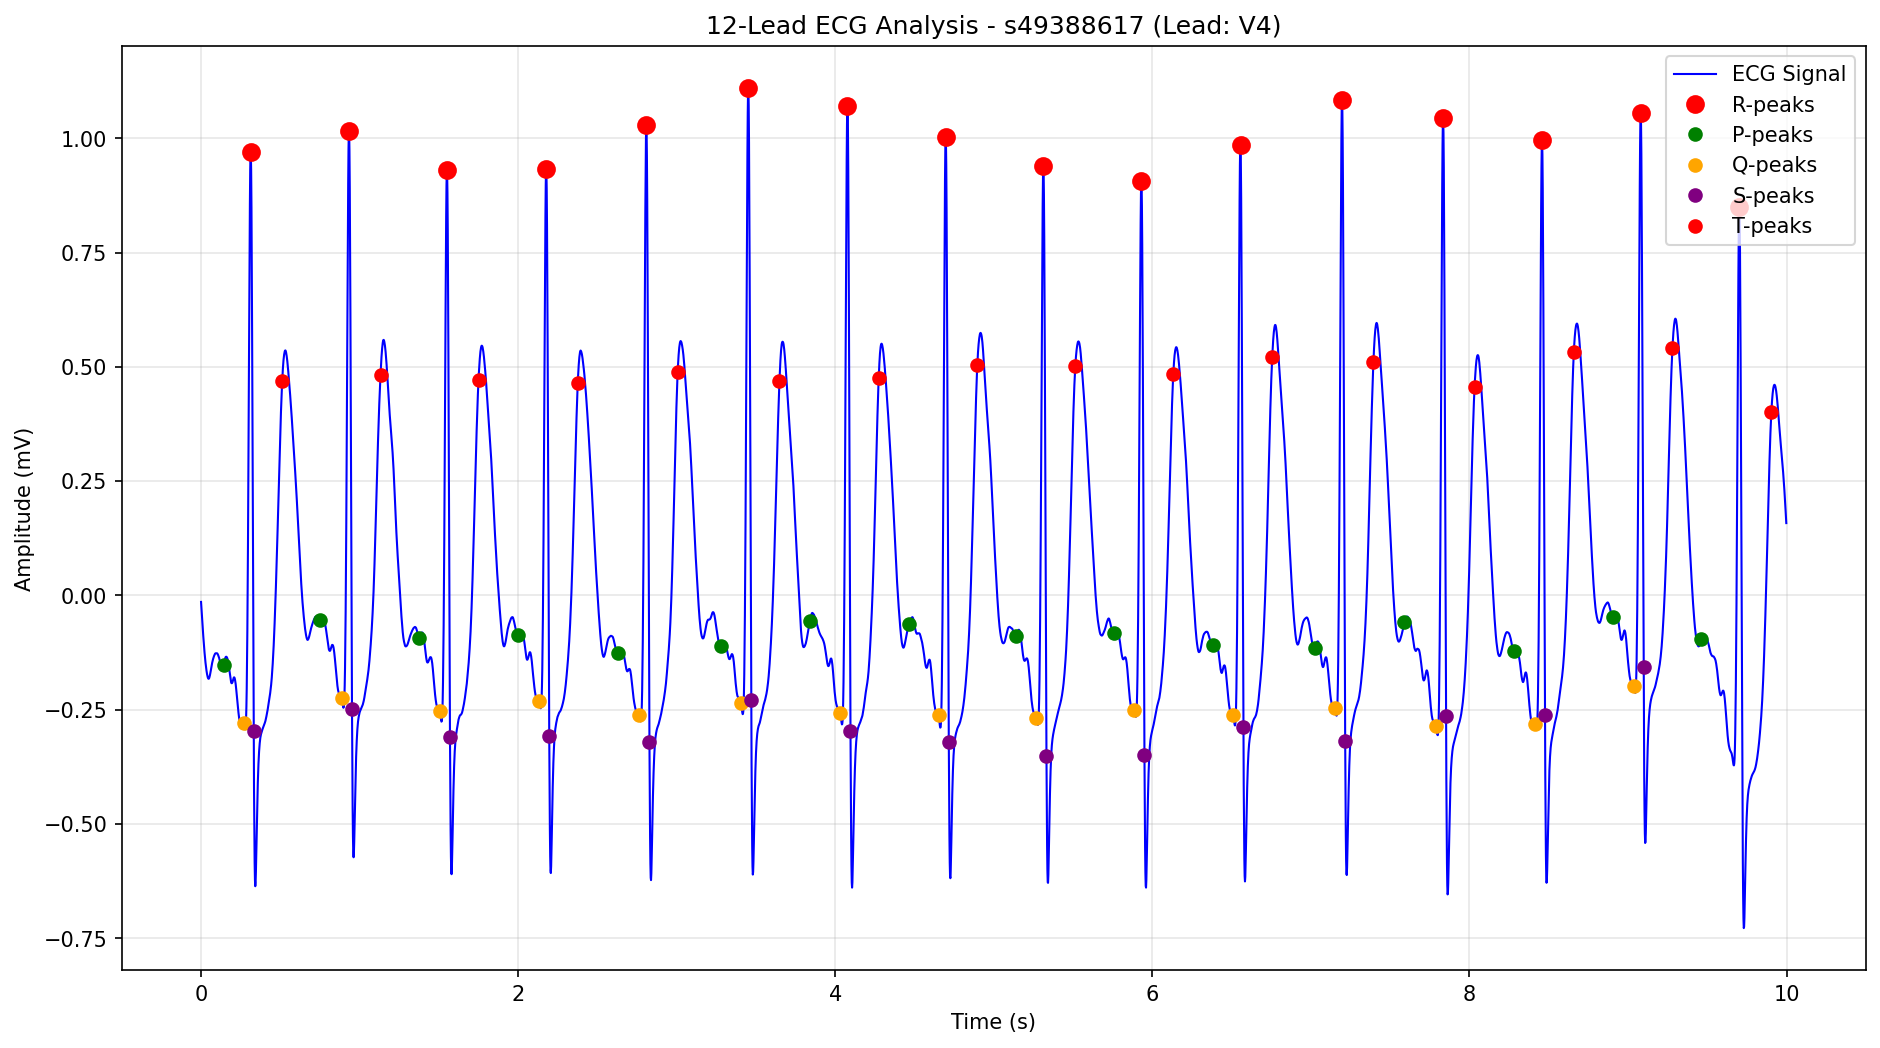 12-Lead ECG Analysis - s49388617 (Lead: V4)
ECG Signal
R-peaks
P-peaks
Q-peaks
S-peaks
T-peaks
1.00
0.75
0.50
0.25
0.00
−0.25
−0.50
−0.75
Amplitude (mV)
0 2 4 6 8 10
Time (s)